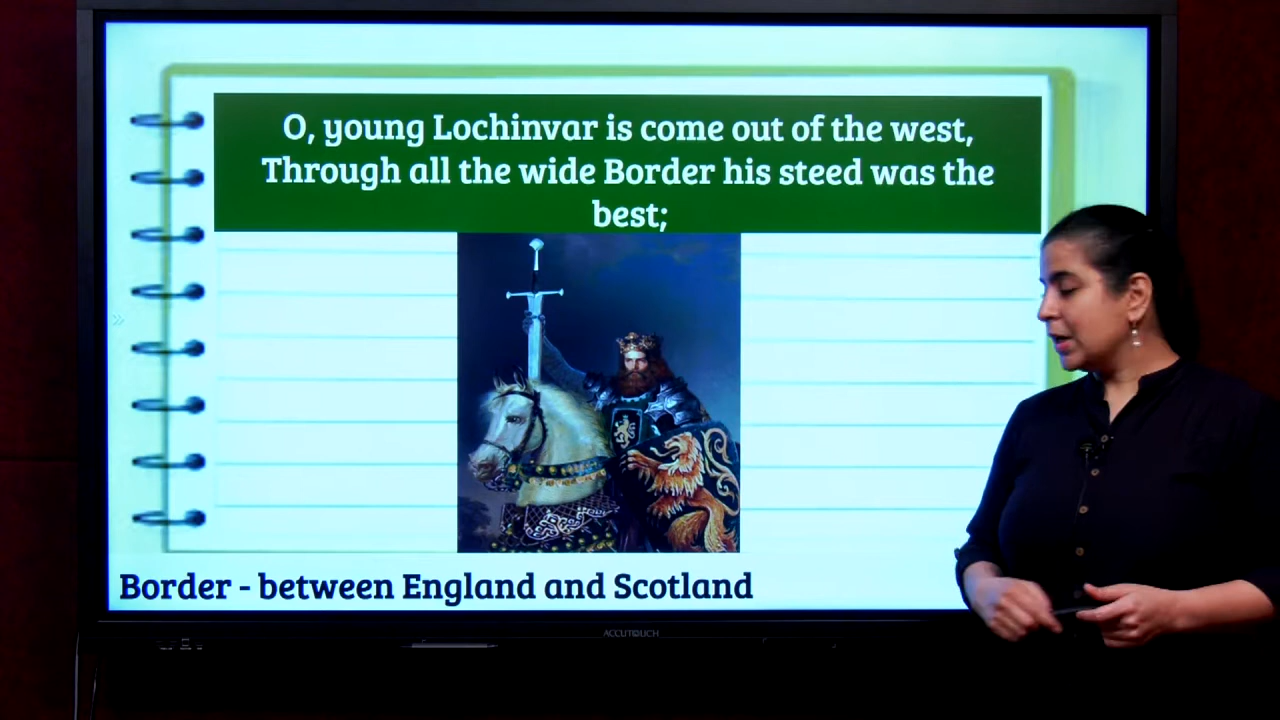 O, young Lochinvar is come out of the west,
Through all the wide Border his steed was the
best;
Border - between England and Scotland
ACCUTOUCH